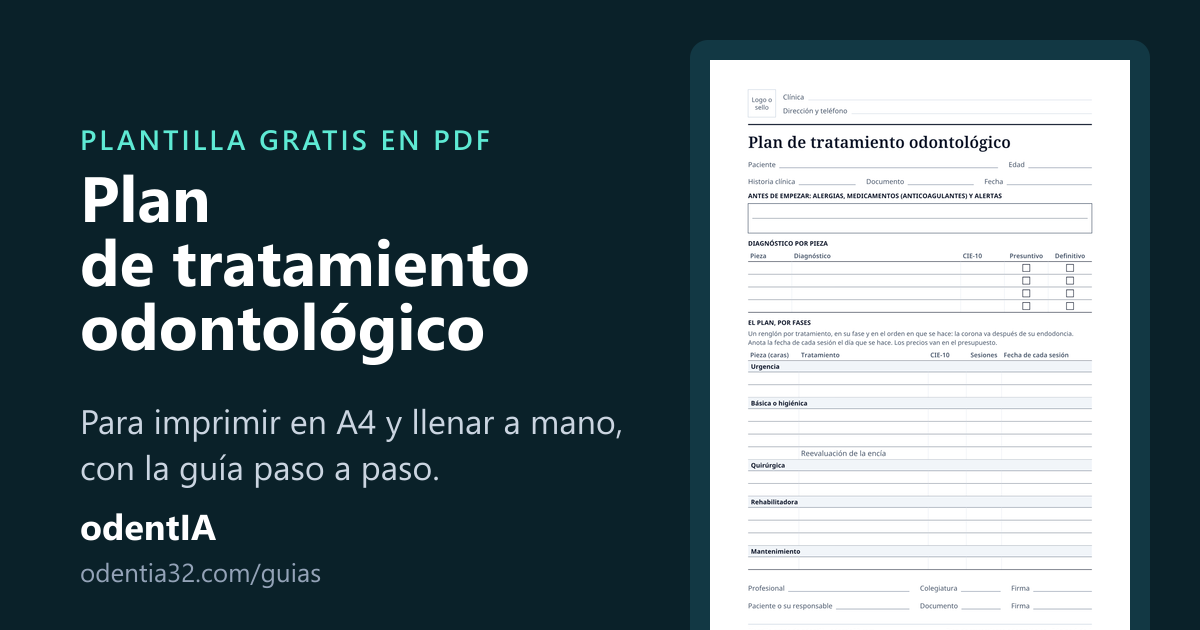 PLANTILLA GRATIS EN PDF
Plan
de tratamiento
odontológico
Para imprimir en A4 y llenar a mano,
con la guía paso a paso.
odentIA
odentia32.com/guias
Logo o
sello
Clínica
Dirección y teléfono
Plan de tratamiento odontológico
Paciente Edad
Historia clínica Documento Fecha
ANTES DE EMPEZAR: ALERGIAS, MEDICAMENTOS (ANTICOAGULANTES) Y ALERTAS
DIAGNÓSTICO POR PIEZA
Pieza Diagnóstico CIE-10 Presuntivo Definitivo
EL PLAN, POR FASES
Un renglón por tratamiento, en su fase y en el orden en que se hace: la corona va después de su endodoncia.
Anota la fecha de cada sesión el día que se hace. Los precios van en el presupuesto.
Pieza (caras) Tratamiento CIE-10 Sesiones Fecha de cada sesión
Urgencia
Básica o higiénica
Reevaluación de la encía
Quirúrgica
Rehabilitadora
Mantenimiento
Profesional Colegiatura Firma
Paciente o su responsable Documento Firma